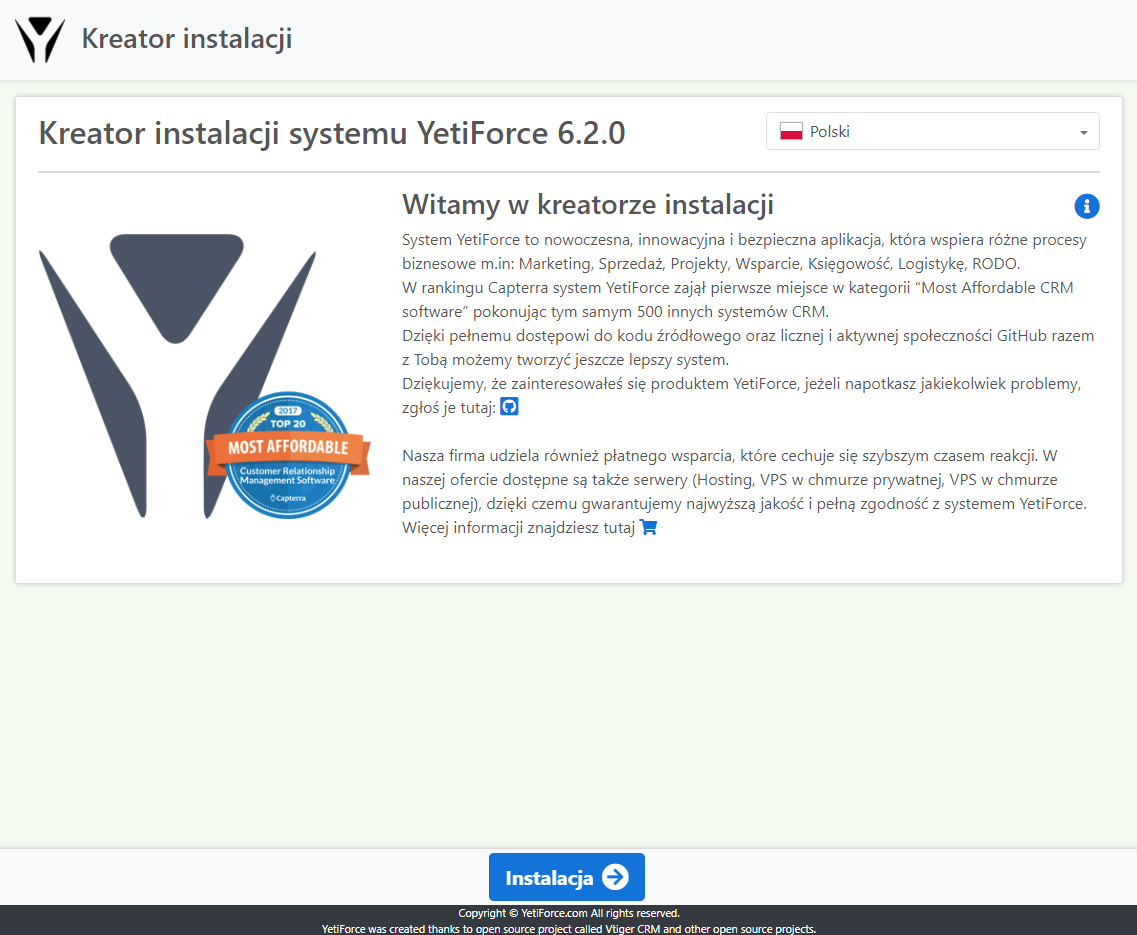 Kreator instalacji
Kreator instalacji systemu YetiForce 6.2.0
Polski
Witamy w kreatorze instalacji
System YetiForce to nowoczesna, innowacyjna i bezpieczna aplikacja, która wspiera różne procesy
biznesowe m.in: Marketing, Sprzedaż, Projekty, Wsparcie, Księgowość, Logistykę, RODO.
W rankingu Capterra system YetiForce zajął pierwsze miejsce w kategorii “Most Affordable CRM
software” pokonując tym samym 500 innych systemów CRM.
Dzięki pełnemu dostępowi do kodu źródłowego oraz licznej i aktywnej społeczności GitHub razem
z Tobą możemy tworzyć jeszcze lepszy system.
Dziękujemy, że zainteresowałeś się produktem YetiForce, jeżeli napotkasz jakiekolwiek problemy,
zgłoś je tutaj:
Nasza firma udziela również płatnego wsparcia, które cechuje się szybszym czasem reakcji. W
naszej ofercie dostępne są także serwery (Hosting, VPS w chmurze prywatnej, VPS w chmurze
publicznej), dzięki czemu gwarantujemy najwyższą jakość i pełną zgodność z systemem YetiForce.
Więcej informacji znajdziesz tutaj
2017
TOP 20
MOST AFFORDABLE
Customer Relationship
Management Software
Capterra
Instalacja
Copyright © YetiForce.com All rights reserved.
YetiForce was created thanks to open source project called Vtiger CRM and other open source projects.